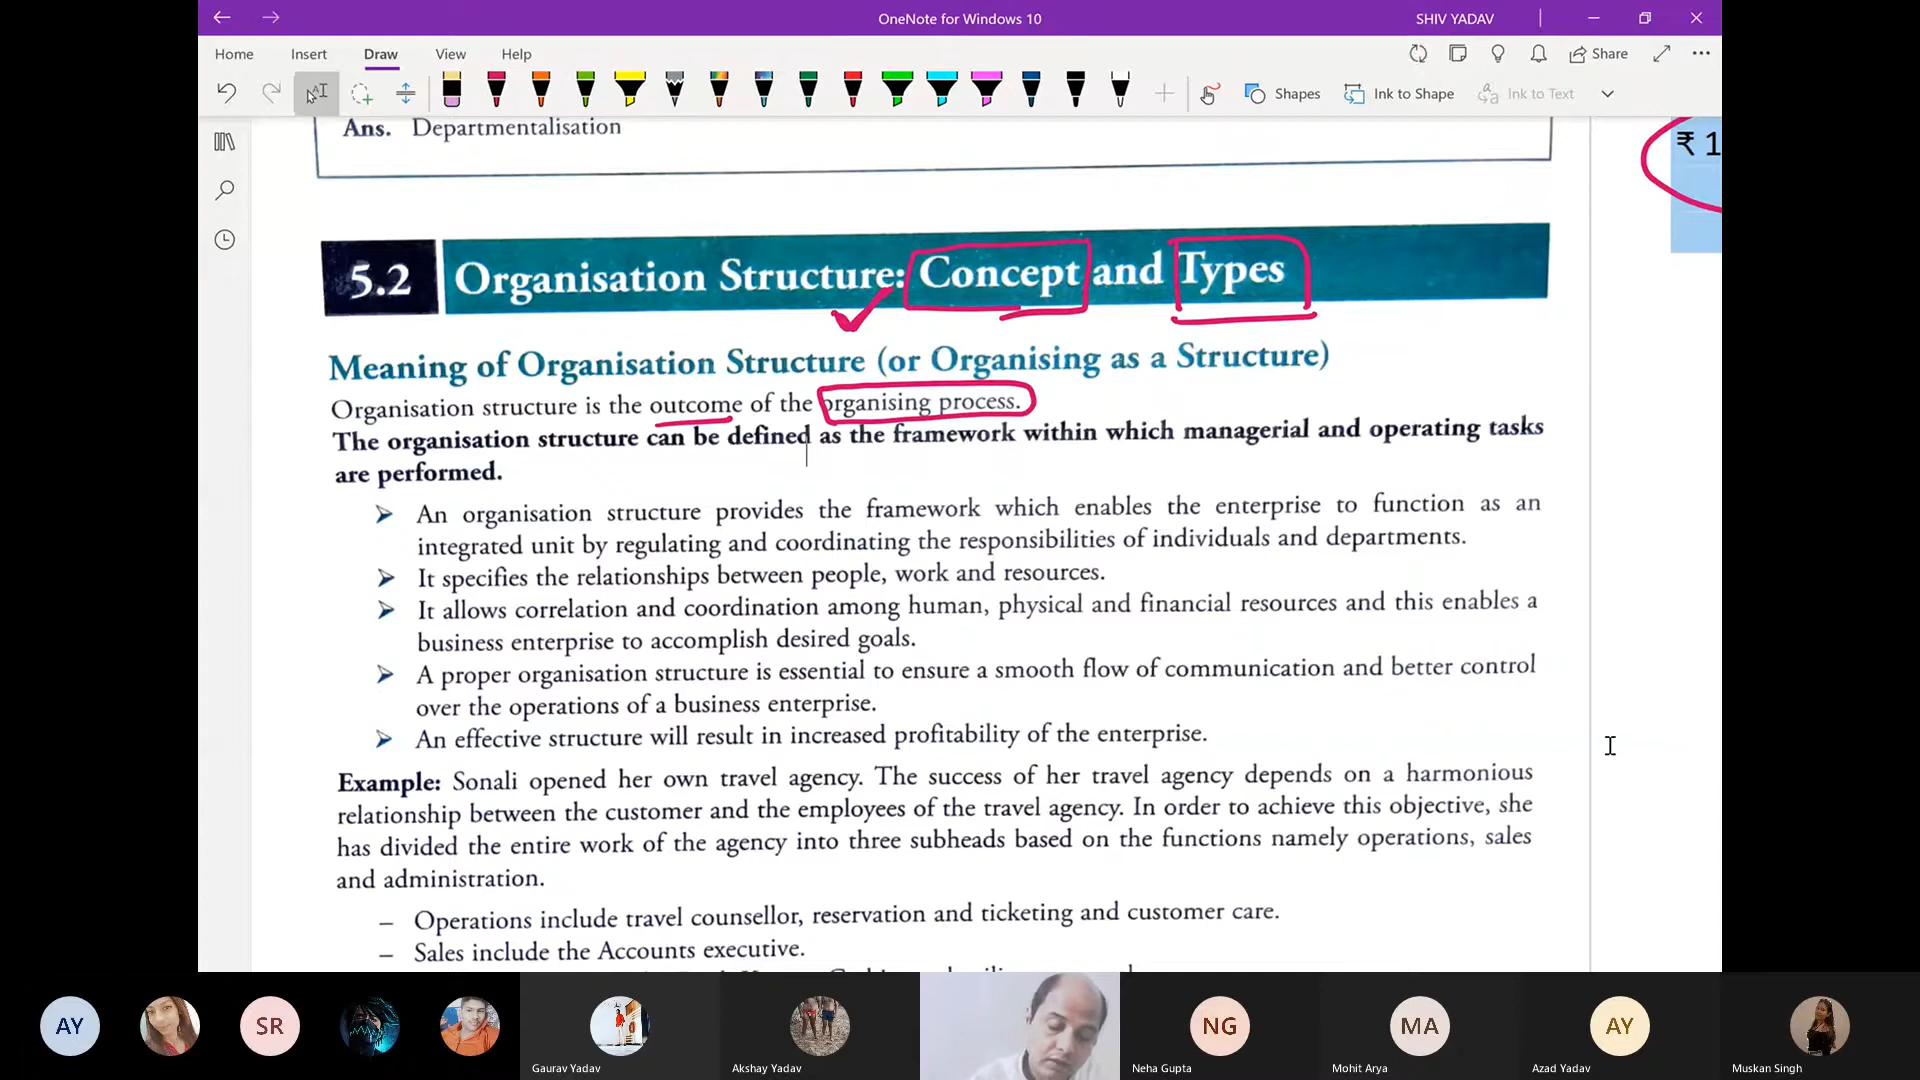 OneNote for Windows 10
SHIV YADAV
Home Insert Draw View Help
Share
Shapes Ink to Shape Ink to Text
Ans. Departmentalisation
₹ 1
5.2 Organisation Structure: Concept and Types
Meaning of Organisation Structure (or Organising as a Structure)
Organisation structure is the outcome of the organising process.
The organisation structure can be defined as the framework within which managerial and operating tasks
are performed.
➤ An organisation structure provides the framework which enables the enterprise to function as an
integrated unit by regulating and coordinating the responsibilities of individuals and departments.
➤ It specifies the relationships between people, work and resources.
➤ It allows correlation and coordination among human, physical and financial resources and this enables a
business enterprise to accomplish desired goals.
➤ A proper organisation structure is essential to ensure a smooth flow of communication and better control
over the operations of a business enterprise.
➤ An effective structure will result in increased profitability of the enterprise.
Example: Sonali opened her own travel agency. The success of her travel agency depends on a harmonious
relationship between the customer and the employees of the travel agency. In order to achieve this objective, she
has divided the entire work of the agency into three subheads based on the functions namely operations, sales
and administration.
– Operations include travel counsellor, reservation and ticketing and customer care.
– Sales include the Accounts executive.
AY SR NG MA AY
Gaurav Yadav Akshay Yadav Neha Gupta Mohit Arya Azad Yadav Muskan Singh